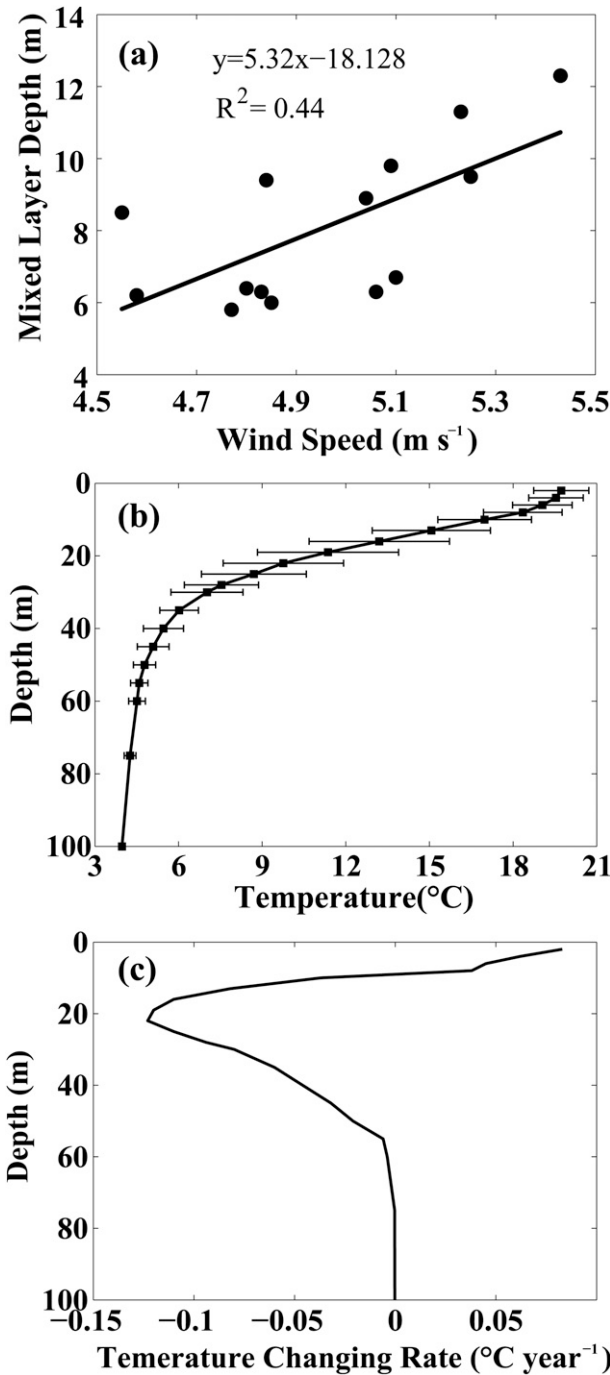 14
12
10
8
6
4
Mixed Layer Depth (m)
(a)
y=5.32x−18.128
R²= 0.44
4.5 4.7 4.9 5.1 5.3 5.5
Wind Speed (m s⁻¹)
0
20
40
60
80
100
Depth (m)
(b)
3 6 9 12 15 18 21
Temperature(°C)
0
20
40
60
80
100
Depth (m)
(c)
−0.15 −0.1 −0.05 0 0.05
Temerature Changing Rate (°C year⁻¹)